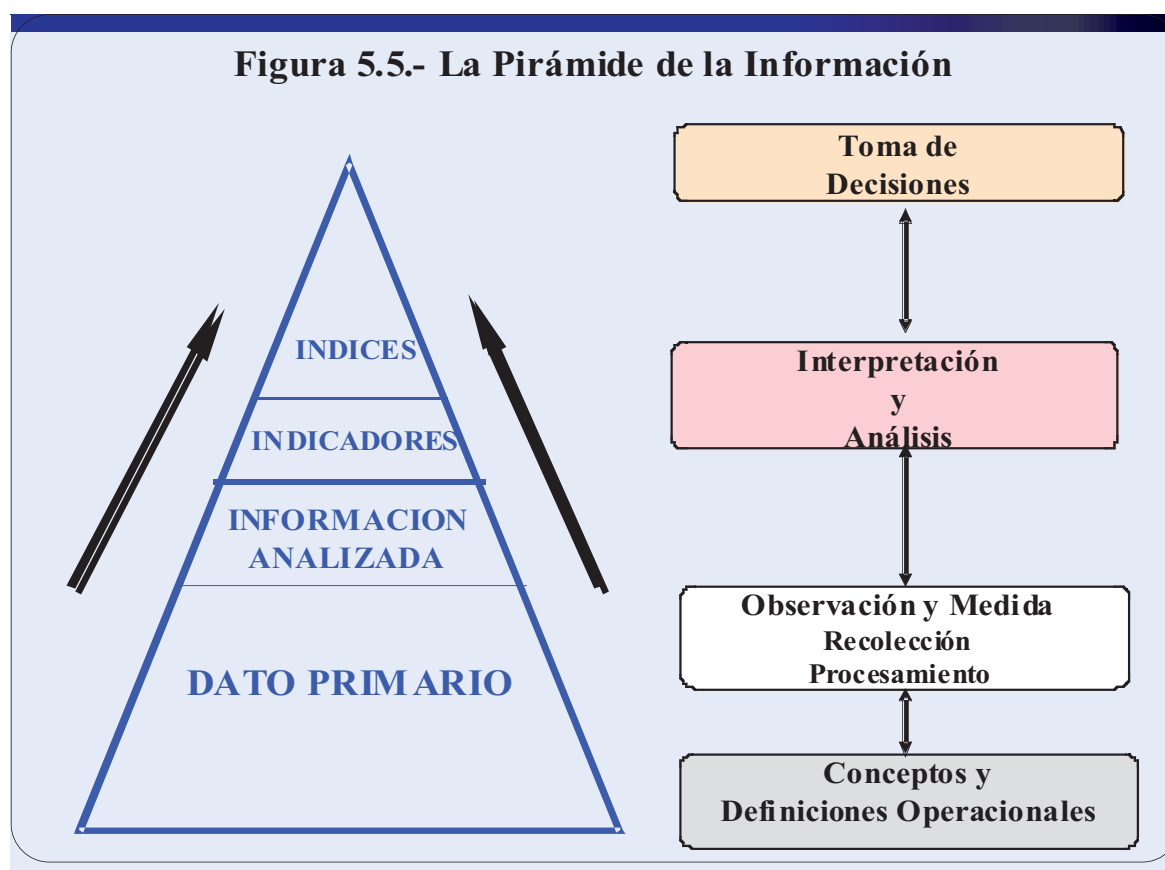 Figura 5.5.- La Pirámide de la Información
INDICES
INDICADORES
INFORMACION
ANALIZADA
DATO PRIMARIO
Toma de
Decisiones
Interpretación
y
Análisis
Observación y Medida
Recolección
Procesamiento
Conceptos y
Definiciones Operacionales